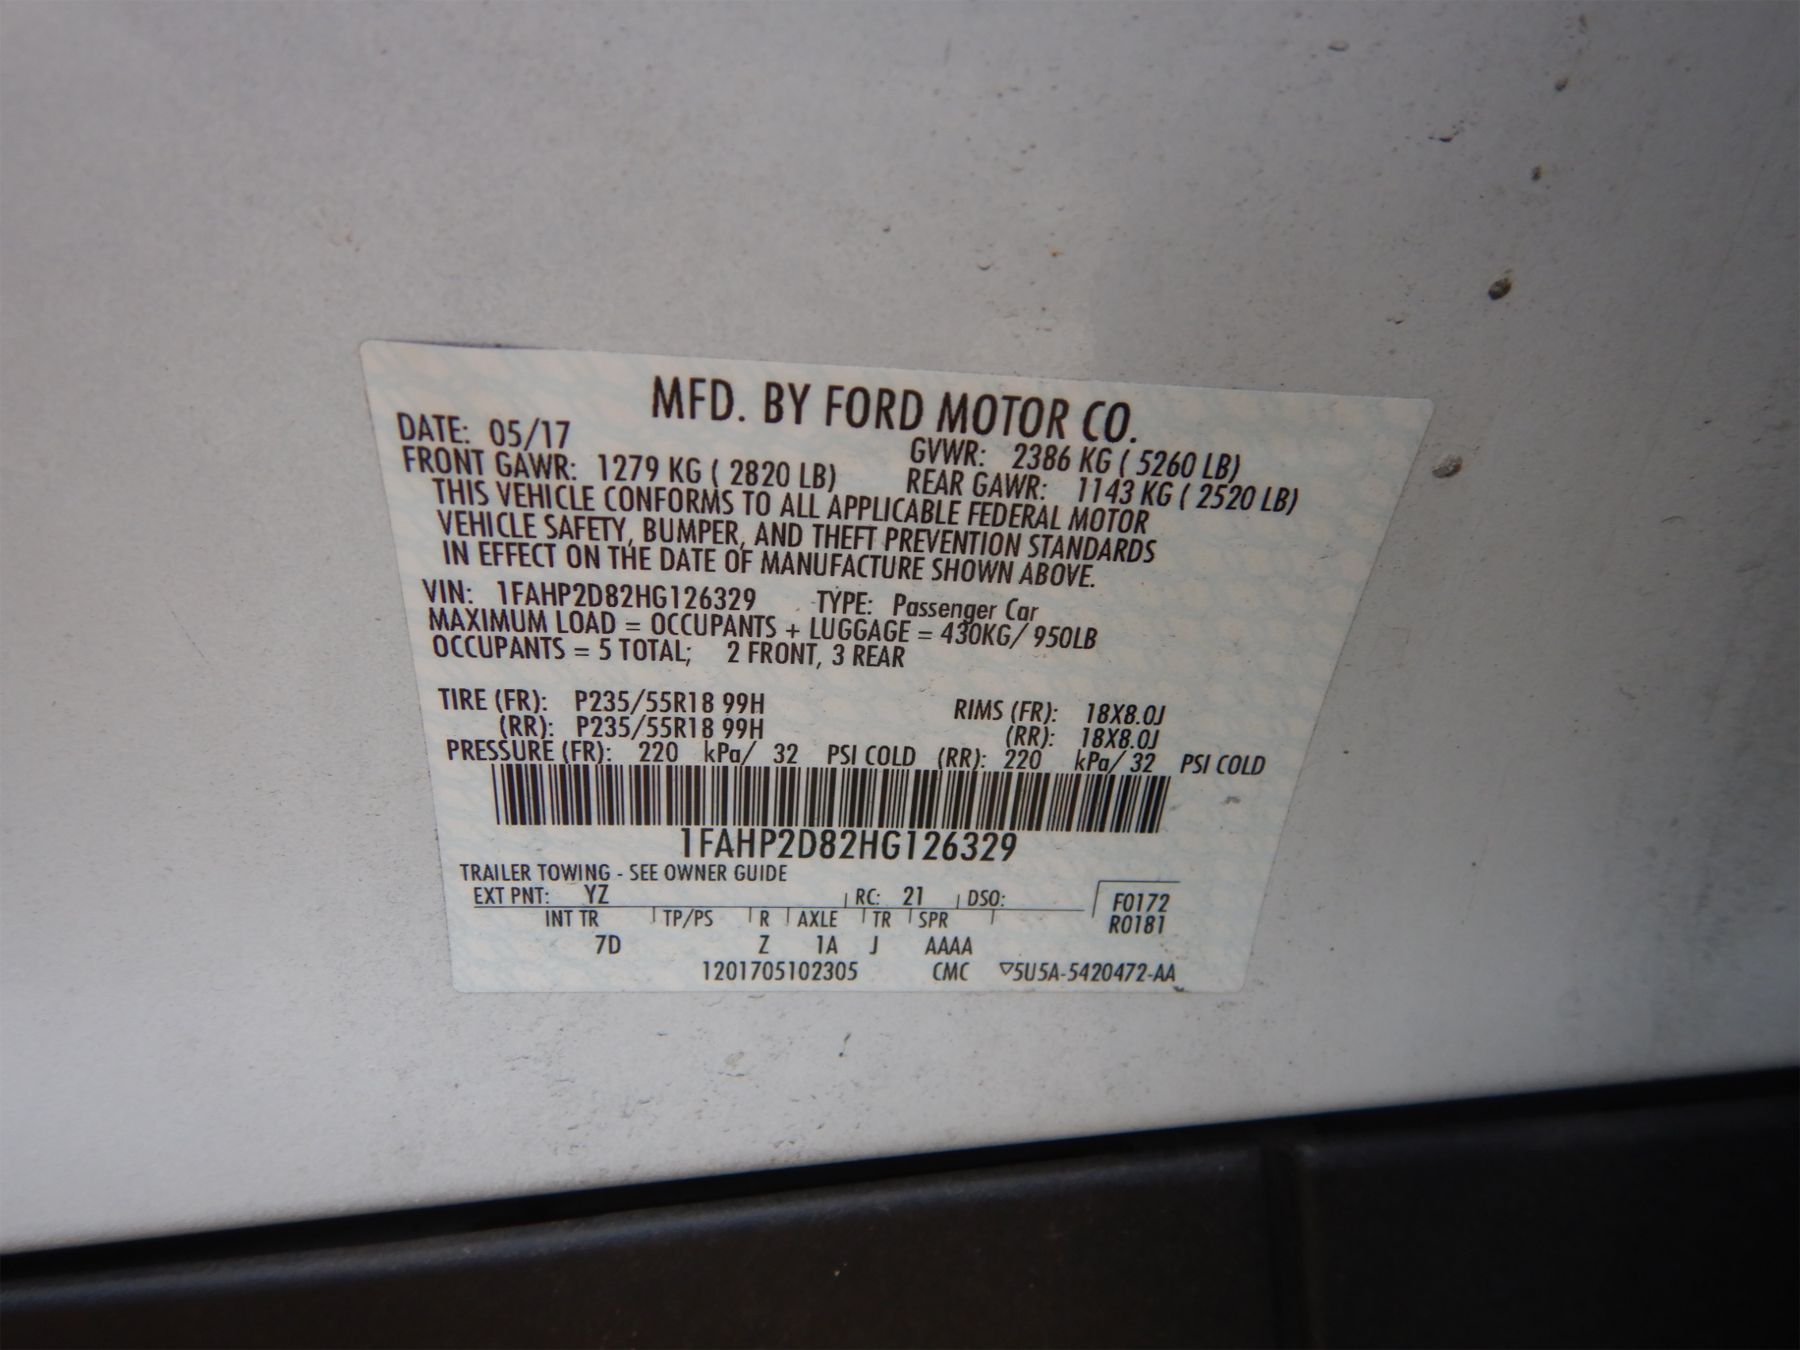 MFD. BY FORD MOTOR CO.
DATE: 05/17 GVWR: 2386 KG ( 5260 LB)
FRONT GAWR: 1279 KG ( 2820 LB) REAR GAWR: 1143 KG ( 2520 LB)
THIS VEHICLE CONFORMS TO ALL APPLICABLE FEDERAL MOTOR
VEHICLE SAFETY, BUMPER, AND THEFT PREVENTION STANDARDS
IN EFFECT ON THE DATE OF MANUFACTURE SHOWN ABOVE.
VIN: 1FAHP2D82HG126329 TYPE: Passenger Car
MAXIMUM LOAD = OCCUPANTS + LUGGAGE = 430KG/ 950LB
OCCUPANTS = 5 TOTAL; 2 FRONT, 3 REAR
TIRE (FR): P235/55R18 99H RIMS (FR): 18X8.0J
(RR): P235/55R18 99H (RR): 18X8.0J
PRESSURE (FR): 220 kPa/ 32 PSI COLD (RR): 220 kPa/ 32 PSI COLD
1FAHP2D82HG126329
TRAILER TOWING - SEE OWNER GUIDE
EXT PNT: YZ RC: 21 DSO: F0172
INT TR TP/PS R AXLE TR SPR R0181
7D Z 1A J AAAA
1201705102305 CMC ▽5U5A-5420472-AA